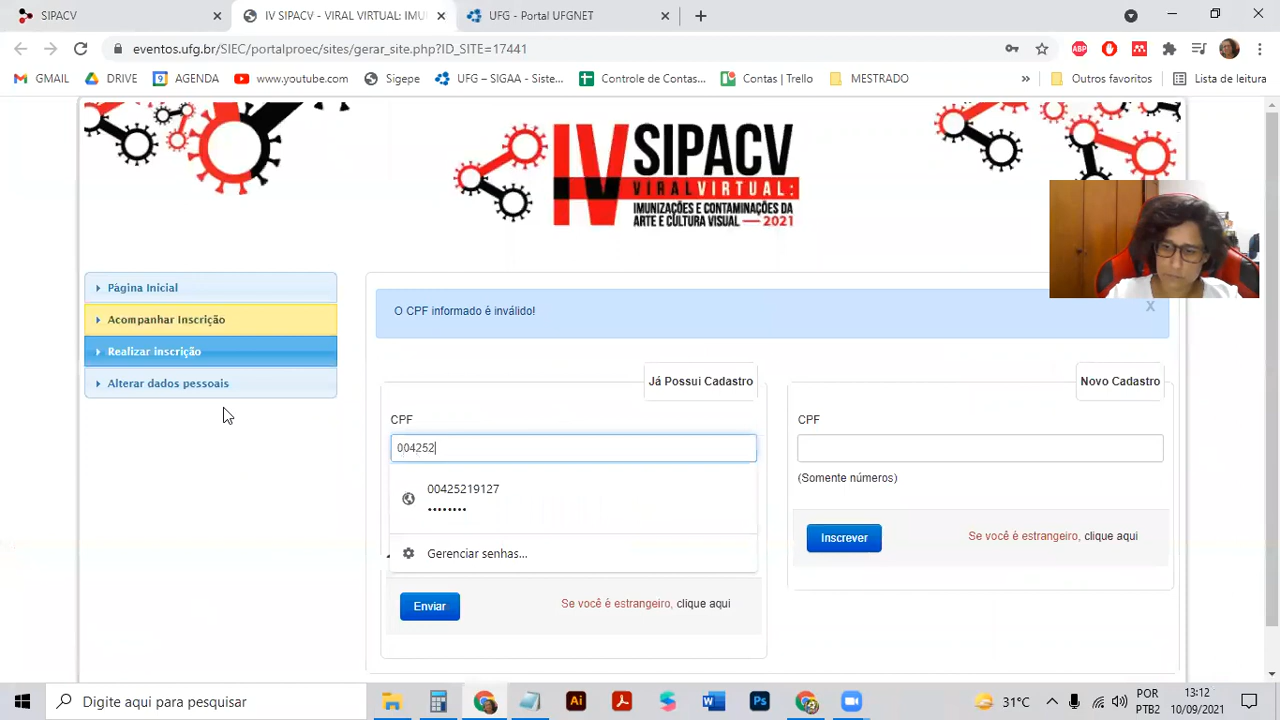 SIPACV
IV SIPACV - VIRAL VIRTUAL: IMU
UFG - Portal UFGNET
eventos.ufg.br/SIEC/portalproec/sites/gerar_site.php?ID_SITE=17441
GMAIL
DRIVE
AGENDA
www.youtube.com
Sigepe
UFG – SIGAA - Siste...
Controle de Contas...
Contas | Trello
MESTRADO
»
Outros favoritos
Lista de leitura
IV SIPACV
VIRAL VIRTUAL:
IMUNIZAÇÕES E CONTAMINAÇÕES DA
ARTE E CULTURA VISUAL — 2021
Página Inicial
Acompanhar Inscrição
Realizar inscrição
Alterar dados pessoais
O CPF informado é inválido!
X
Já Possui Cadastro
CPF
004252
00425219127
••••••••
Gerenciar senhas...
Enviar
Se você é estrangeiro, clique aqui
Novo Cadastro
CPF
(Somente números)
Inscrever
Se você é estrangeiro, clique aqui
Digite aqui para pesquisar
31°C
POR
PTB2
13:12
10/09/2021